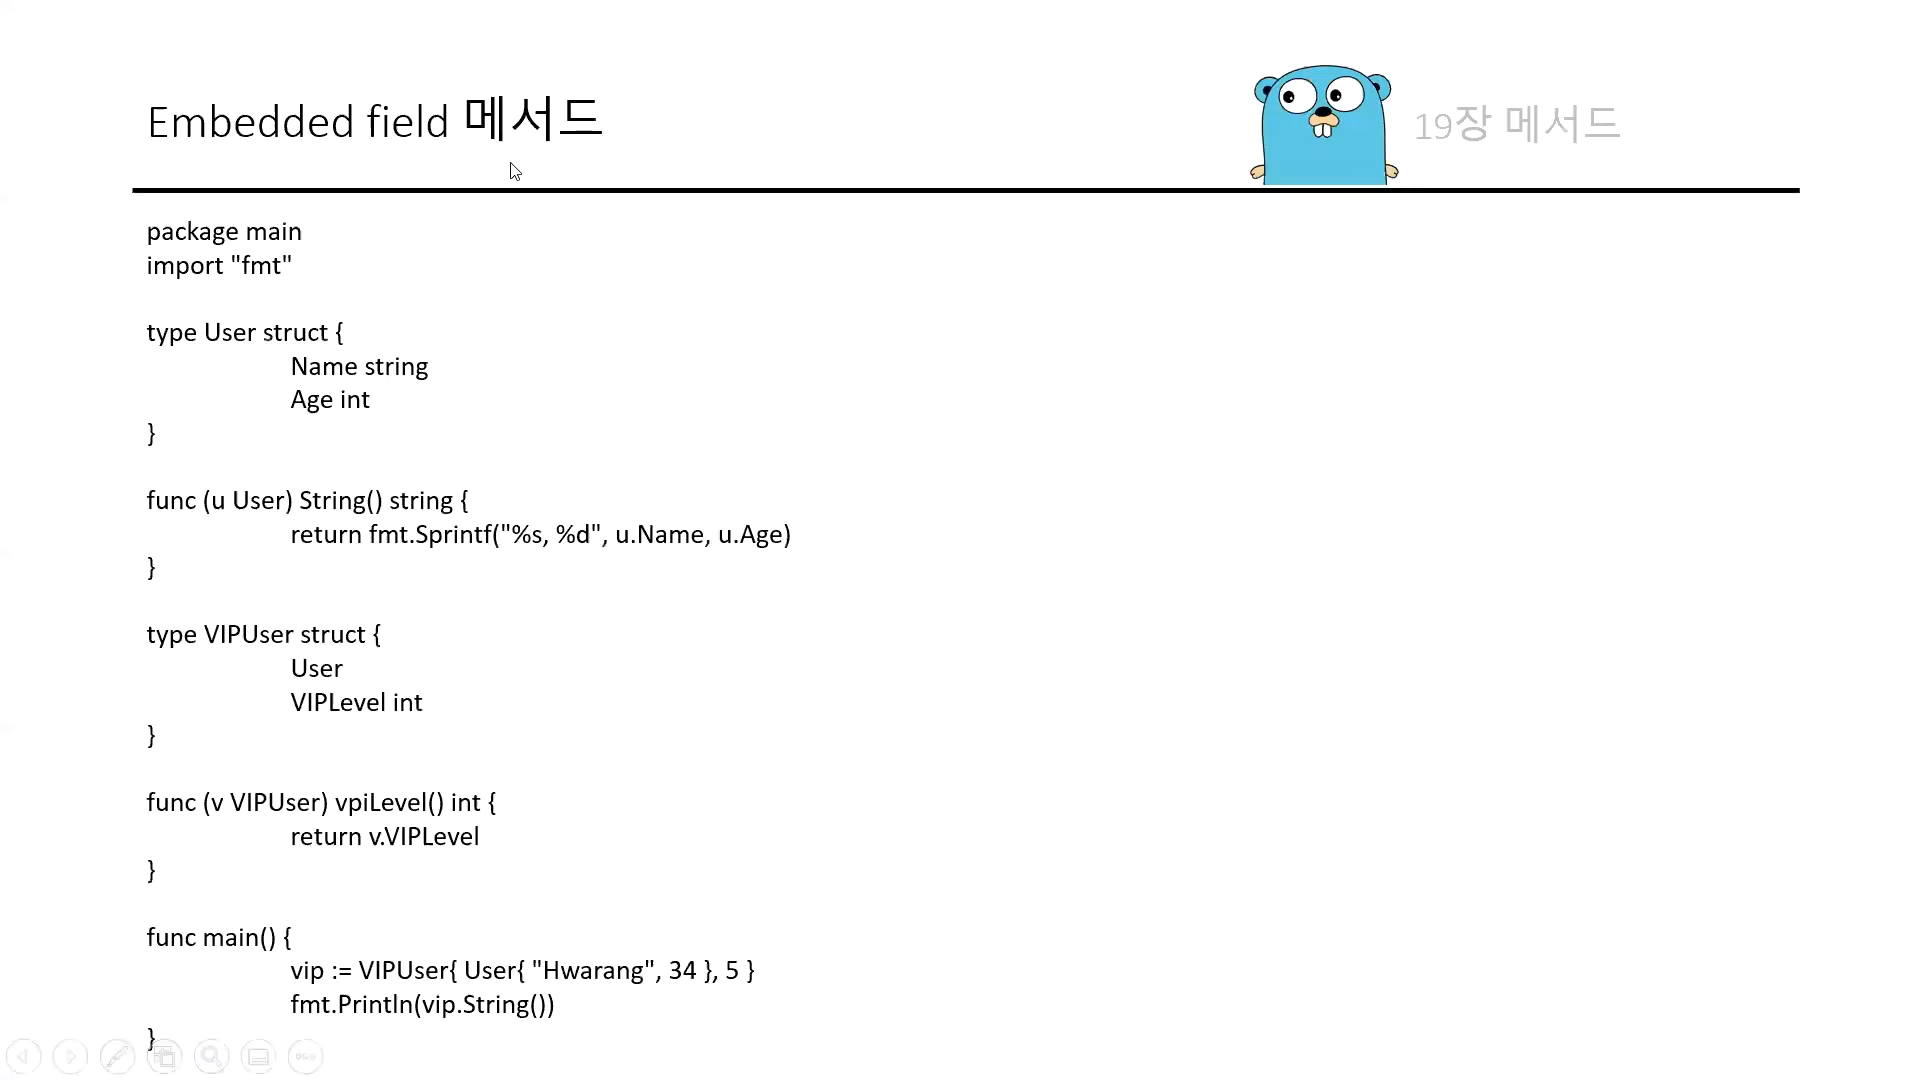 Embedded field 메서드
19장 메서드
package main
import "fmt"
type User struct {
Name string
Age int
}
func (u User) String() string {
return fmt.Sprintf("%s, %d", u.Name, u.Age)
}
type VIPUser struct {
User
VIPLevel int
}
func (v VIPUser) vpiLevel() int {
return v.VIPLevel
}
func main() {
vip := VIPUser{ User{ "Hwarang", 34 }, 5 }
fmt.Println(vip.String())
}